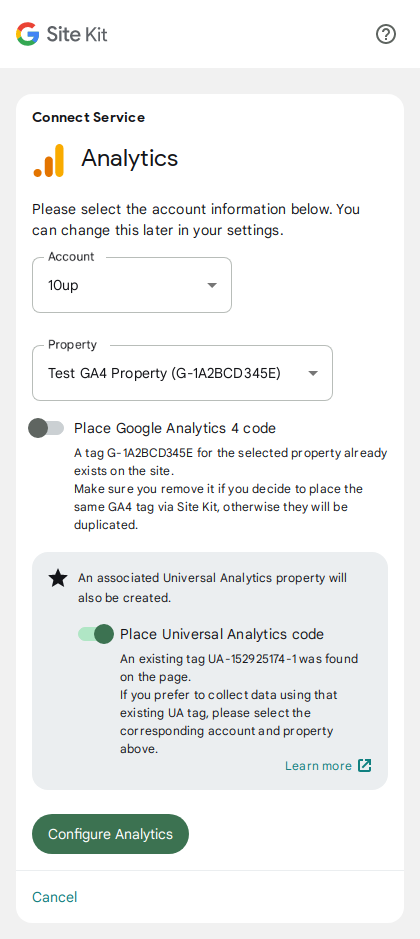 Site Kit
Connect Service
Analytics
Please select the account information below. You
can change this later in your settings.
Account
10up
Property
Test GA4 Property (G-1A2BCD345E)
Place Google Analytics 4 code
A tag G-1A2BCD345E for the selected property already
exists on the site.
Make sure you remove it if you decide to place the
same GA4 tag via Site Kit, otherwise they will be
duplicated.
An associated Universal Analytics property will
also be created.
Place Universal Analytics code
An existing tag UA-152925174-1 was found
on the page.
If you prefer to collect data using that
existing UA tag, please select the
corresponding account and property
above.
Learn more
Configure Analytics
Cancel